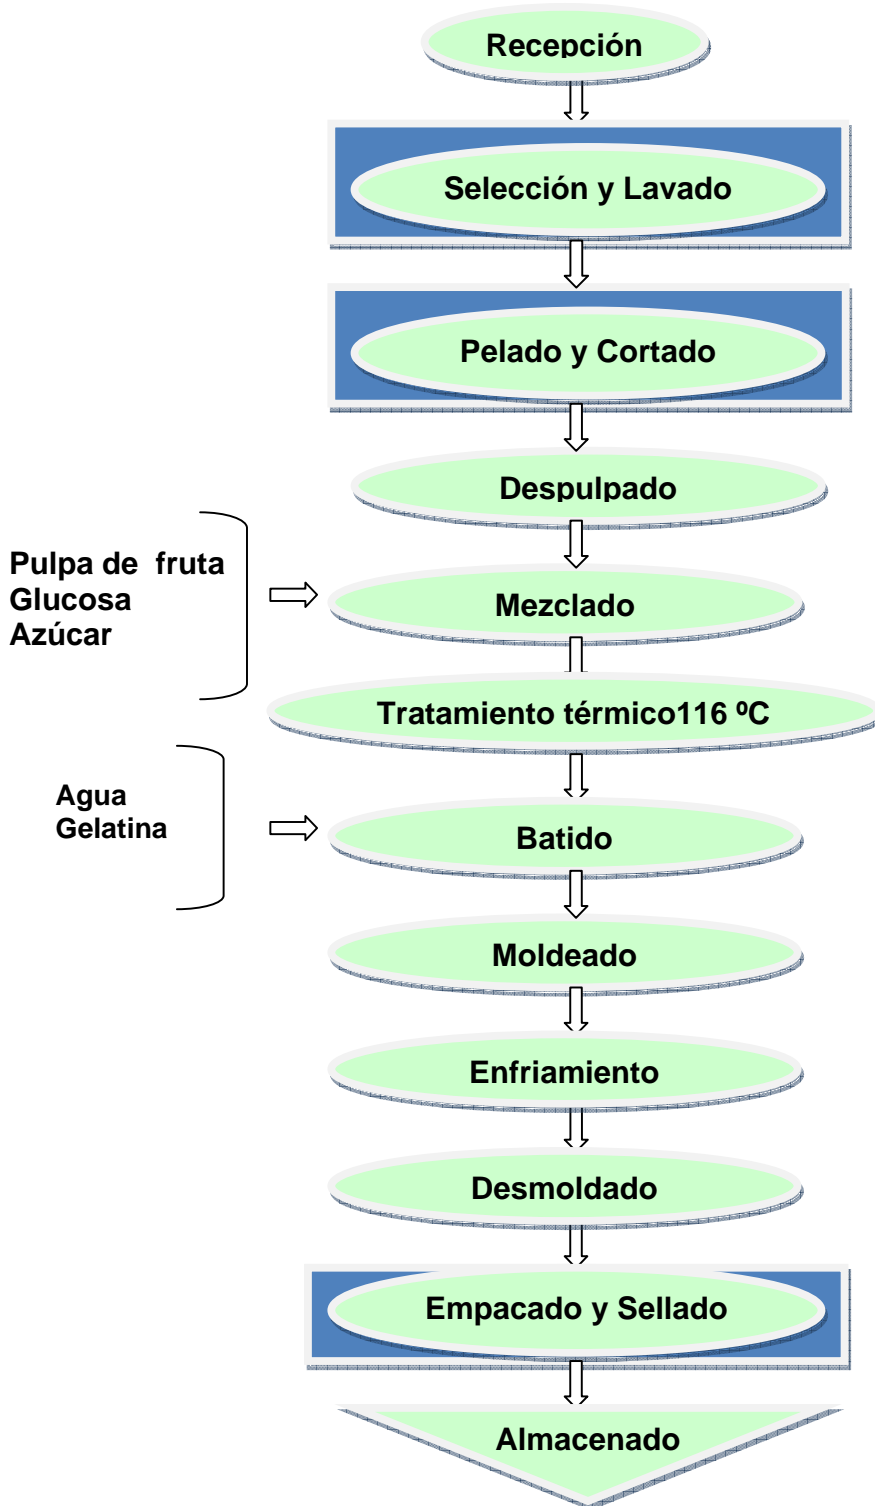 Recepción
Selección y Lavado
Pelado y Cortado
Despulpado
Pulpa de fruta
Glucosa
Azúcar
Mezclado
Tratamiento térmico116 ºC
Agua
Gelatina
Batido
Moldeado
Enfriamiento
Desmoldado
Empacado y Sellado
Almacenado